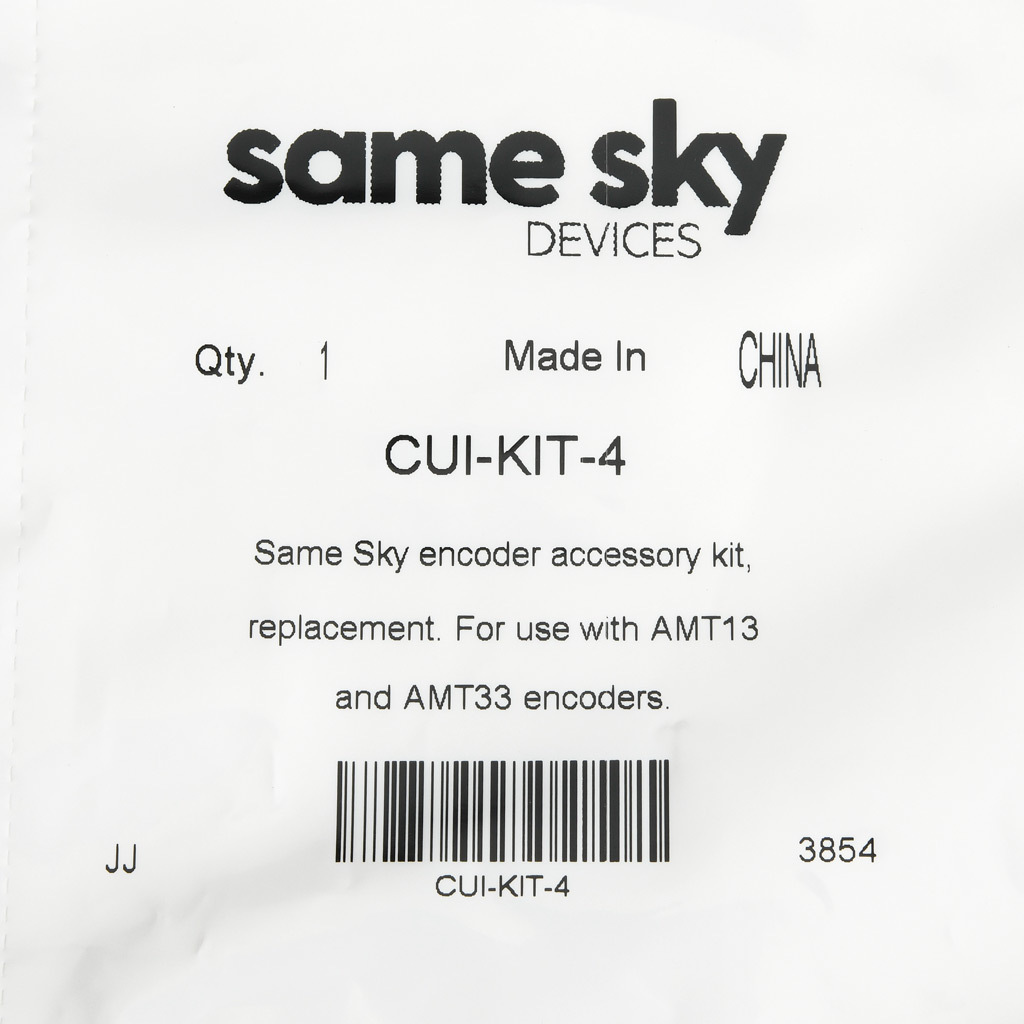 same sky
DEVICES
Qty. 1 Made In CHINA
CUI-KIT-4
Same Sky encoder accessory kit,
replacement. For use with AMT13
and AMT33 encoders.
JJ 3854
CUI-KIT-4